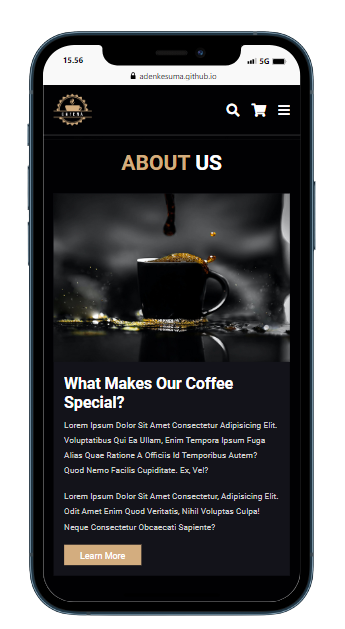 15.56
5G
adenkesuma.github.io
ABOUT US
What Makes Our Coffee
Special?
Lorem Ipsum Dolor Sit Amet Consectetur Adipisicing Elit.
Voluptatibus Qui Ea Ullam, Enim Tempora Ipsum Fuga
Alias Quae Ratione A Officiis Id Temporibus Autem?
Quod Nemo Facilis Cupiditate. Ex, Vel?
Lorem Ipsum Dolor Sit Amet Consectetur, Adipisicing Elit.
Odit Amet Enim Quod Veritatis, Nihil Voluptas Culpa!
Neque Consectetur Obcaecati Sapiente?
Learn More